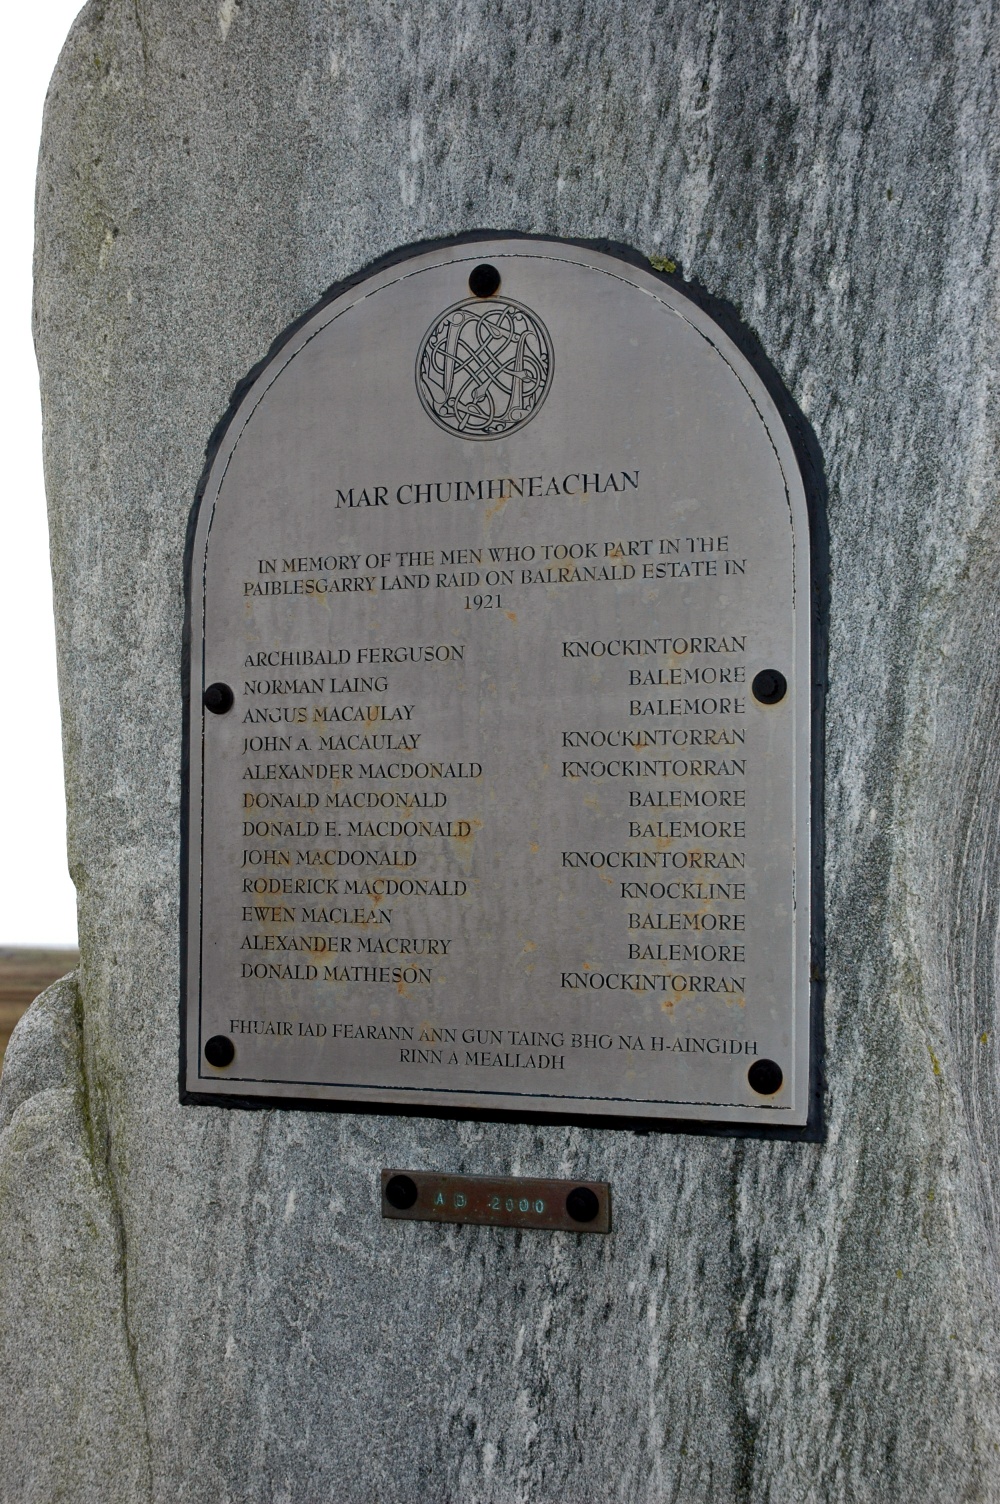 MAR CHUIMHNEACHAN
IN MEMORY OF THE MEN WHO TOOK PART IN THE
PAIBLESGARRY LAND RAID ON BALRANALD ESTATE IN
1921
ARCHIBALD FERGUSON KNOCKINTORRAN
NORMAN LAING BALEMORE
ANGUS MACAULAY BALEMORE
JOHN A. MACAULAY KNOCKINTORRAN
ALEXANDER MACDONALD KNOCKINTORRAN
DONALD MACDONALD BALEMORE
DONALD E. MACDONALD BALEMORE
JOHN MACDONALD KNOCKINTORRAN
RODERICK MACDONALD KNOCKLINE
EWEN MACLEAN BALEMORE
ALEXANDER MACRURY BALEMORE
DONALD MATHESON KNOCKINTORRAN
FHUAIR IAD FEARANN ANN GUN TAING BHO NA H-AINGIDH
RINN A MEALLADH
AD 2000